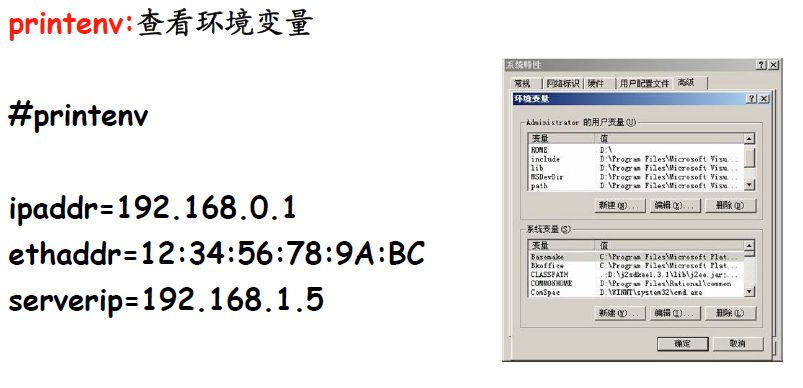 printenv:查看环境变量
#printenv
ipaddr=192.168.0.1
ethaddr=12:34:56:78:9A:BC
serverip=192.168.1.5
系统特性
常规 网络标识 硬件 用户配置文件 高级
环境变量
Administrator 的用户变量(U)
变量 值
HOME D:\
include D:\Program Files\Microsoft Visu...
lib D:\Program Files\Microsoft Visu...
MSDevDir D:\Program Files\Microsoft Visu...
path D:\Program Files\Microsoft Visu...
新建(N)... 编辑(E)... 删除(D)
系统变量(S)
变量 值
Basemake C:\Program Files\Microsoft Plat...
Bkoffice C:\Program Files\Microsoft Plat...
CLASSPATH .;D:\j2sdkee1.3.1\lib\j2ee.jar;...
COMMONHOME D:\Program Files\Rational\common
ComSpec D:\WINNT\system32\cmd.exe
新建(W)... 编辑(I)... 删除(L)
确定 取消